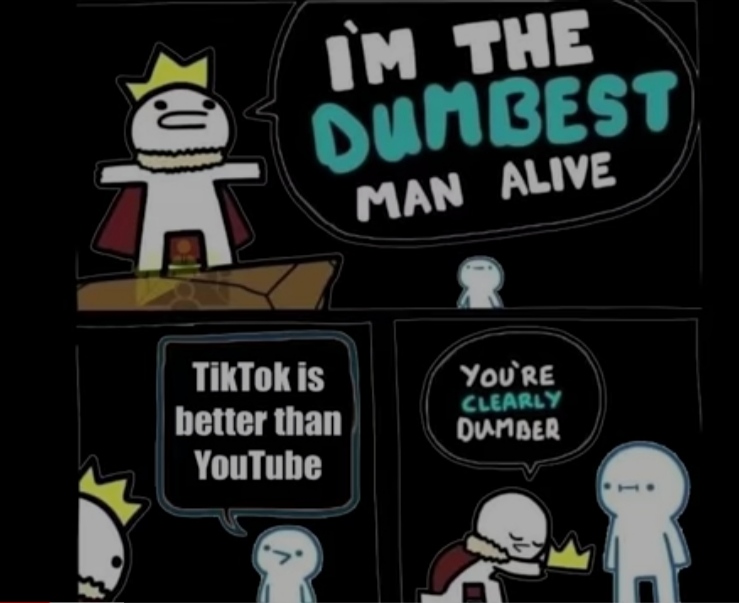 I'M THE
DUMBEST
MAN ALIVE
TikTok is
better than
YouTube
YOU'RE
CLEARLY
DUMBER